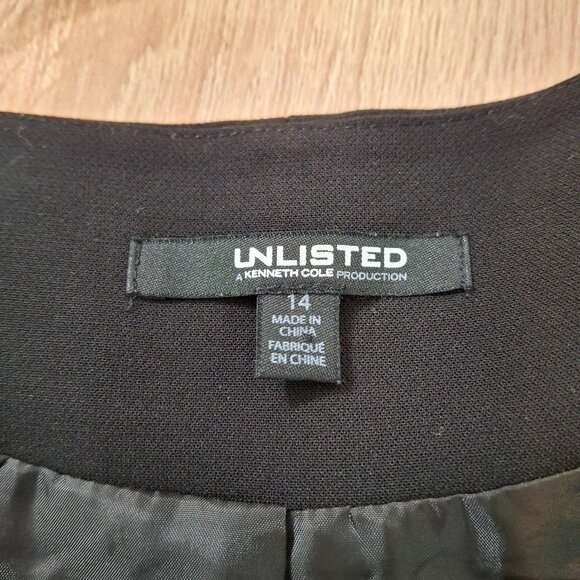 UNLISTED
A KENNETH COLE PRODUCTION
14
MADE IN
CHINA
FABRIQUÉ
EN CHINE